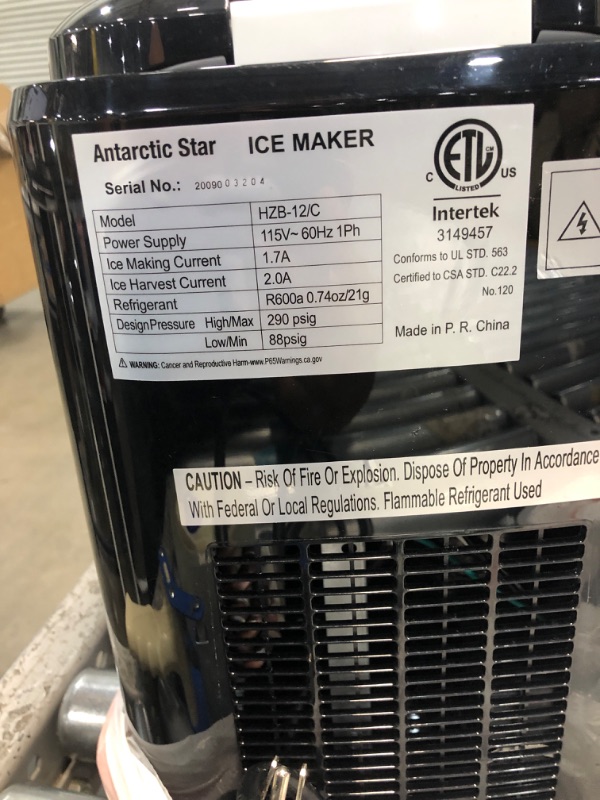 Antarctic Star ICE MAKER
Serial No.: 2009003204
Model HZB-12/C
Power Supply 115V~ 60Hz 1Ph
Ice Making Current 1.7A
Ice Harvest Current 2.0A
Refrigerant R600a 0.74oz/21g
Design Pressure High/Max 290 psig
Low/Min 88psig
WARNING: Cancer and Reproductive Harm-www.P65Warnings.ca.gov
C ETL CM US
LISTED
Intertek
3149457
Conforms to UL STD. 563
Certified to CSA STD. C22.2
No.120
Made in P. R. China
CAUTION – Risk Of Fire Or Explosion. Dispose Of Property In Accordance
With Federal Or Local Regulations. Flammable Refrigerant Used